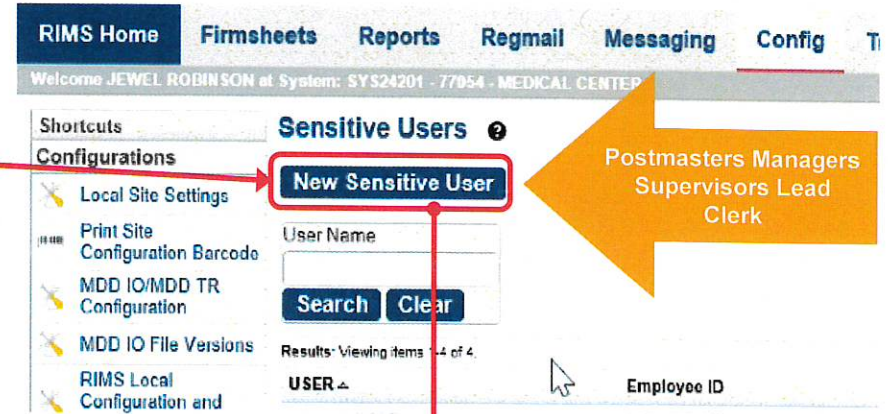 RIMS Home Firmsheets Reports Regmail Messaging Config
Welcome JEWEL ROBINSON at System: SYS24201 - 77054 - MEDICAL CENTER
Shortcuts
Configurations
Local Site Settings
Print Site
Configuration Barcode
MDD IO/MDD TR
Configuration
MDD IO File Versions
RIMS Local
Configuration and
Sensitive Users ?
New Sensitive User
User Name
Search Clear
Results: Viewing items 1-4 of 4.
USER Employee ID
Postmasters Managers
Supervisors Lead
Clerk